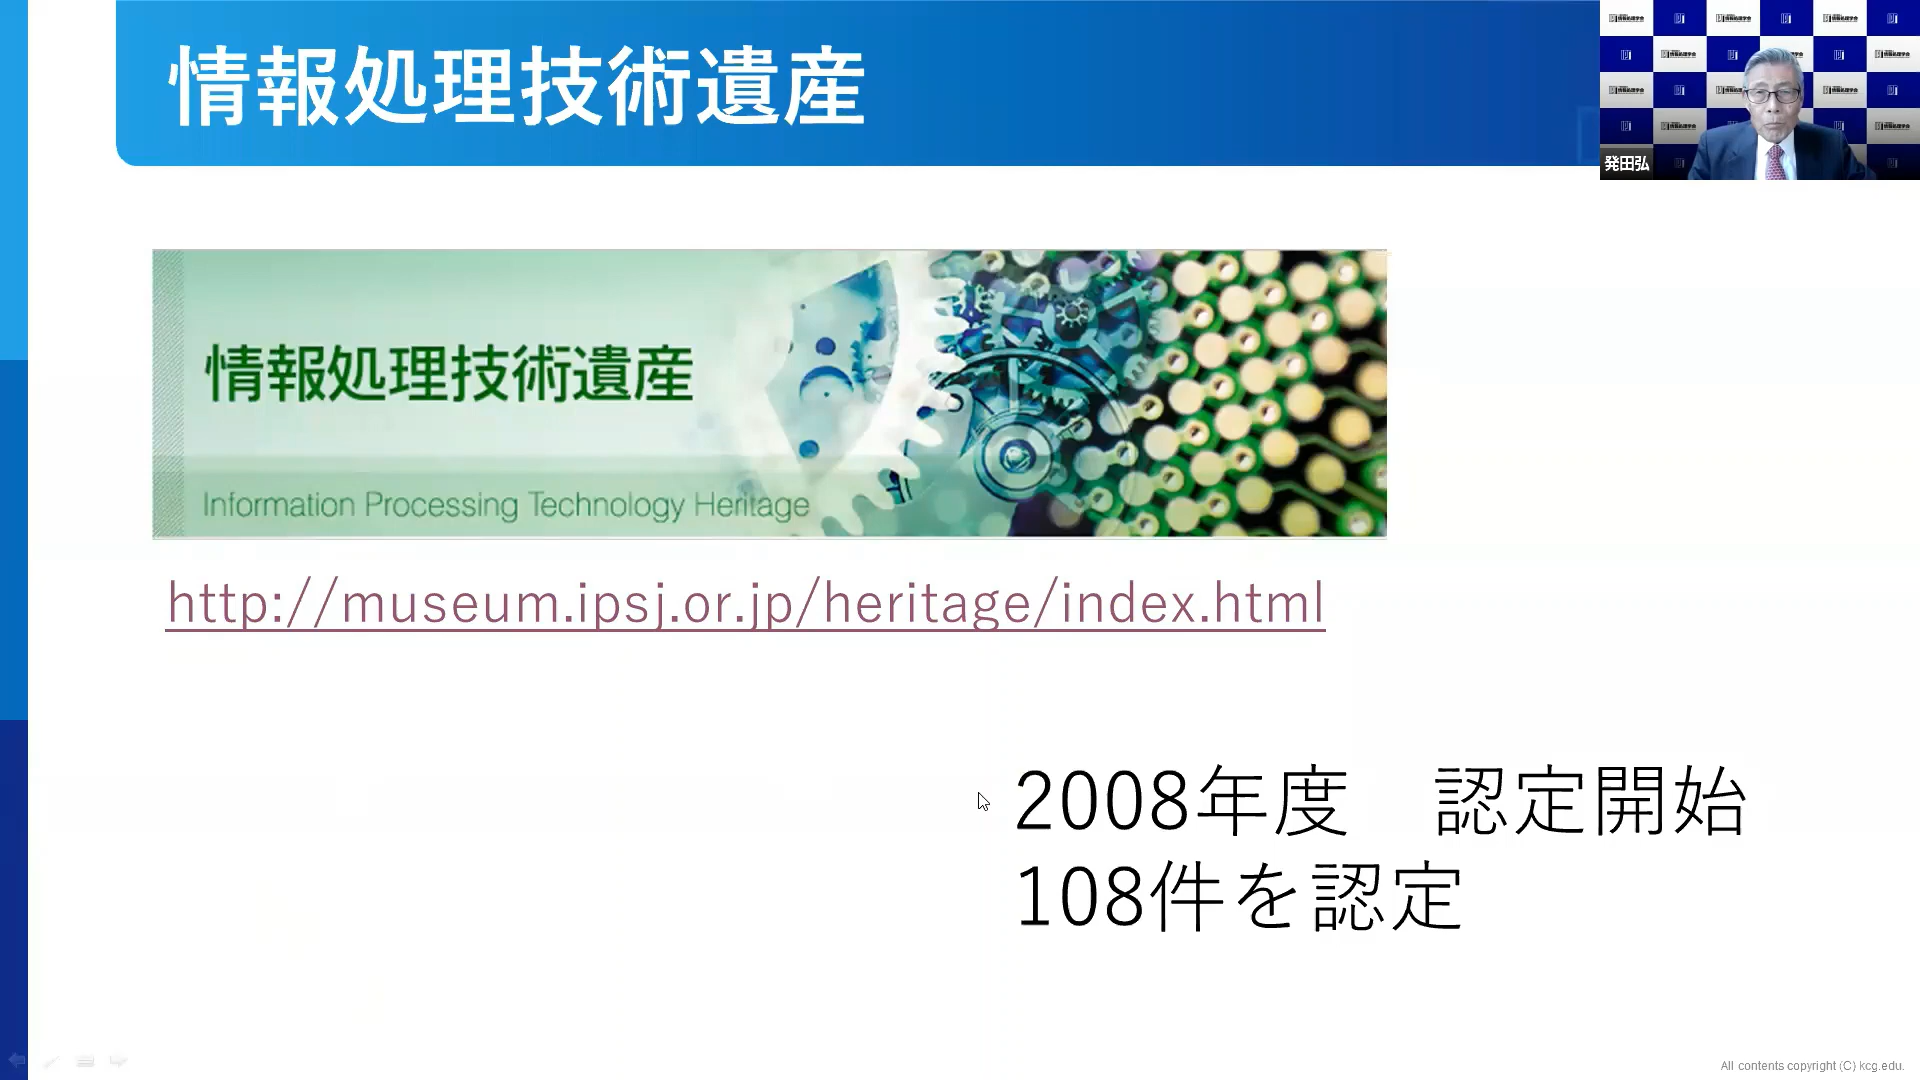 情報処理技術遺産
発田弘
情報処理技術遺産
Information Processing Technology Heritage
http://museum.ipsj.or.jp/heritage/index.html
2008年度　認定開始
108件を認定
All contents copyright (C) kcg.edu.